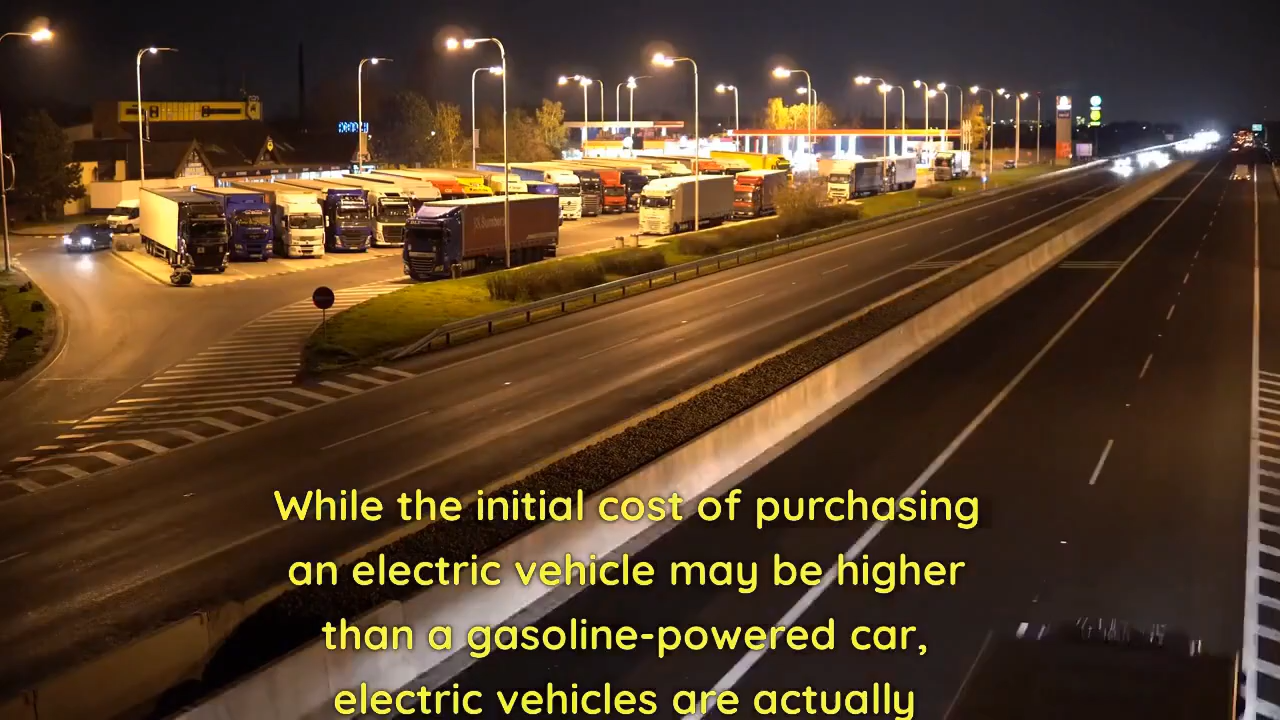 While the initial cost of purchasing
an electric vehicle may be higher
than a gasoline-powered car,
electric vehicles are actually